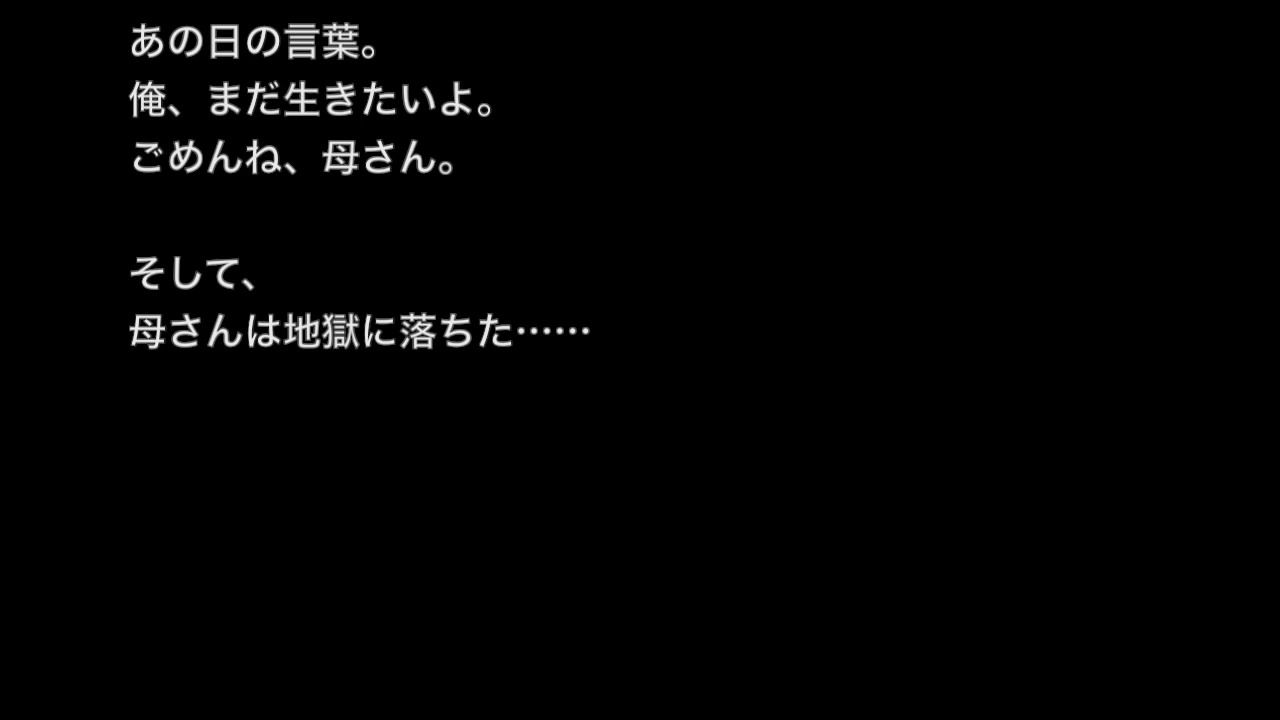 あの日の言葉。
俺、まだ生きたいよ。
ごめんね、母さん。
そして、
母さんは地獄に落ちた……